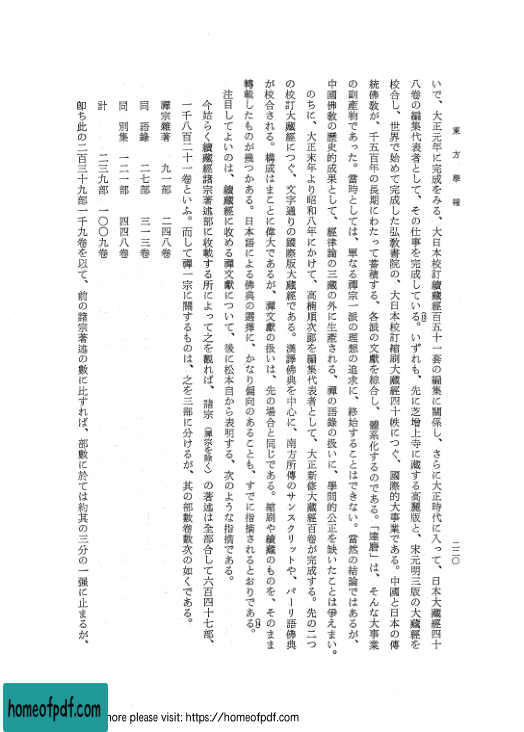 東方學報
二二〇
いで、大正元年に完成をみる、大日本校訂續藏經百五十一套の編集に關係し、さらに大正時代に入って、日本大藏經四十
八卷の編集代表者として、その仕事を完成している。いずれも、先に芝增上寺に藏する高麗版と、宋元明三版の大藏經を
校合し、世界で始めて完成した弘敎書院の、大日本校訂縮刷大藏經四十帙につぐ、國際的大事業である。中國と日本の傳
統佛敎が、千五百年の長期にわたって蓄積する、各派の文獻を綜合し、體系化するのである。「達磨」は、そんな大事業
の副產物であった。當時としては、單なる禪宗一派の理想の追求に、終始することはできない。當然の結論ではあるが、
中國佛敎の歷史的成果として、經律論の三藏の外に生產される、禪の語錄の扱いに、學問的公正を缺いたことは爭えまい。
のちに、大正末年より昭和八年にかけて、高楠順次郎を編集代表者として、大正新修大藏經百卷が完成する。先の二つ
の校訂大藏經につぐ、文字通りの國際版大藏經である。漢譯佛典を中心に、南方所傳のサンスクリットや、パーリ語佛典
が校合される。構成はまことに偉大であるが、禪文獻の扱いは、先の場合と同じである。縮刷や續藏のものを、そのまま
轉載したものが幾つかある。日本語による佛典の選擇に、かなり偏向のあることも、すでに指摘されるとおりである。
注目してよいのは、續藏經に收める禪文獻について、後に松本自から表明する、次のような指摘である。
今姑らく續藏經諸宗著述部に收載する所によって之を觀れば、諸宗(禪宗を除く)の著述は全部合して六百四十七部、
一千八百二十一卷といふ。而して禪一宗に關するものは、之を三部に分けるが、其の部數卷數次の如くである。
禪宗雜著 九一部 二四八卷
同 語錄 二七部 三一三卷
同 別集 一二一部 四四八卷
計 二三九部 一〇〇九卷
卽ち此の二百三十九部一千九卷を以て、前の諸宗著述の數に比すれば、部數に於ては約其の三分の一强に止まるが、
homeofpdf.com
more please visit: https://homeofpdf.com